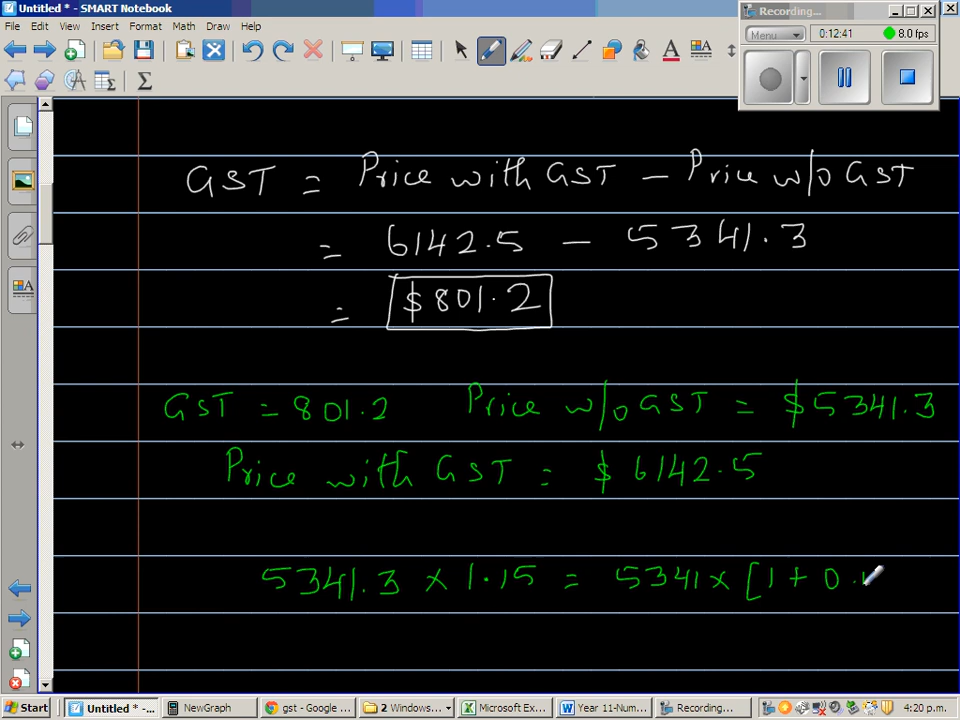 Untitled * - SMART Notebook
Recording...
File Edit View Insert Format Math Draw Help
Menu 0:12:41 8.0 fps
GST = Price with GST - Price w/o GST
= 6142.5 - 5341.3
= $801.2
GST = 801.2 Price w/o GST = $5341.3
Price with GST = $6142.5
5341.3 × 1.15 = 5341 × [1 + 0.1
Start Untitled * -... NewGraph gst - Google ... 2 Windows... Microsoft Ex... Year 11-Num... Recording... 4:20 p.m.